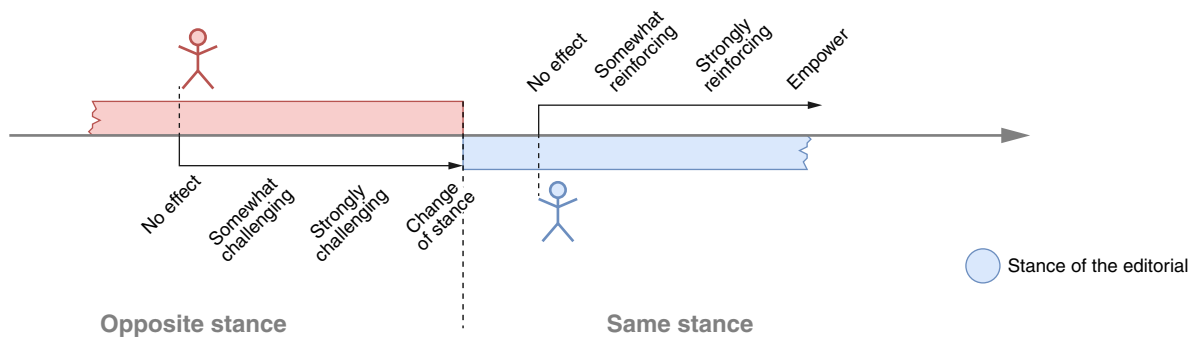 No effect
Somewhat
reinforcing
Strongly
reinforcing
Empower
No effect
Somewhat
challenging
Strongly
challenging
Change
of stance
Stance of the editorial
Opposite stance
Same stance